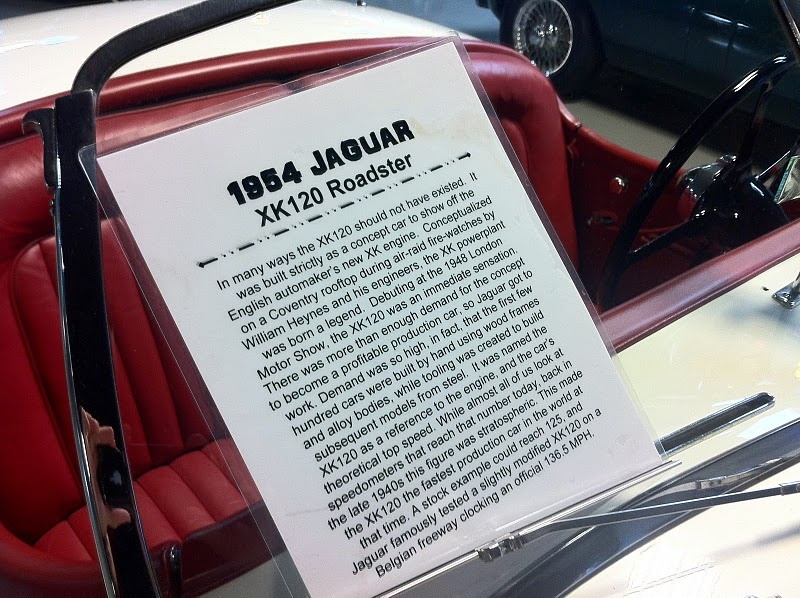 1954 JAGUAR
XK120 Roadster
In many ways the XK120 should not have existed. It
was built strictly as a concept car to show off the
English automaker's new XK engine. Conceptualized
on a Coventry rooftop during air-raid fire-watches by
William Heynes and his engineers, the XK powerplant
was born a legend. Debuting at the 1948 London
Motor Show, the XK120 was an immediate sensation.
There was more than enough demand for the concept
to become a profitable production car, so Jaguar got to
work. Demand was so high, in fact, that the first few
hundred cars were built by hand using wood frames
and alloy bodies, while tooling was created to build
subsequent models from steel. It was named the
XK120 as a reference to the engine, and the car's
theoretical top speed. While almost all of us look at
speedometers that reach that number today, back in
the late 1940s this figure was stratospheric. This made
the XK120 the fastest production car in the world at
that time. A stock example could reach 125, and
Jaguar famously tested a slightly modified XK120 on a
Belgian freeway clocking an official 136.5 MPH.